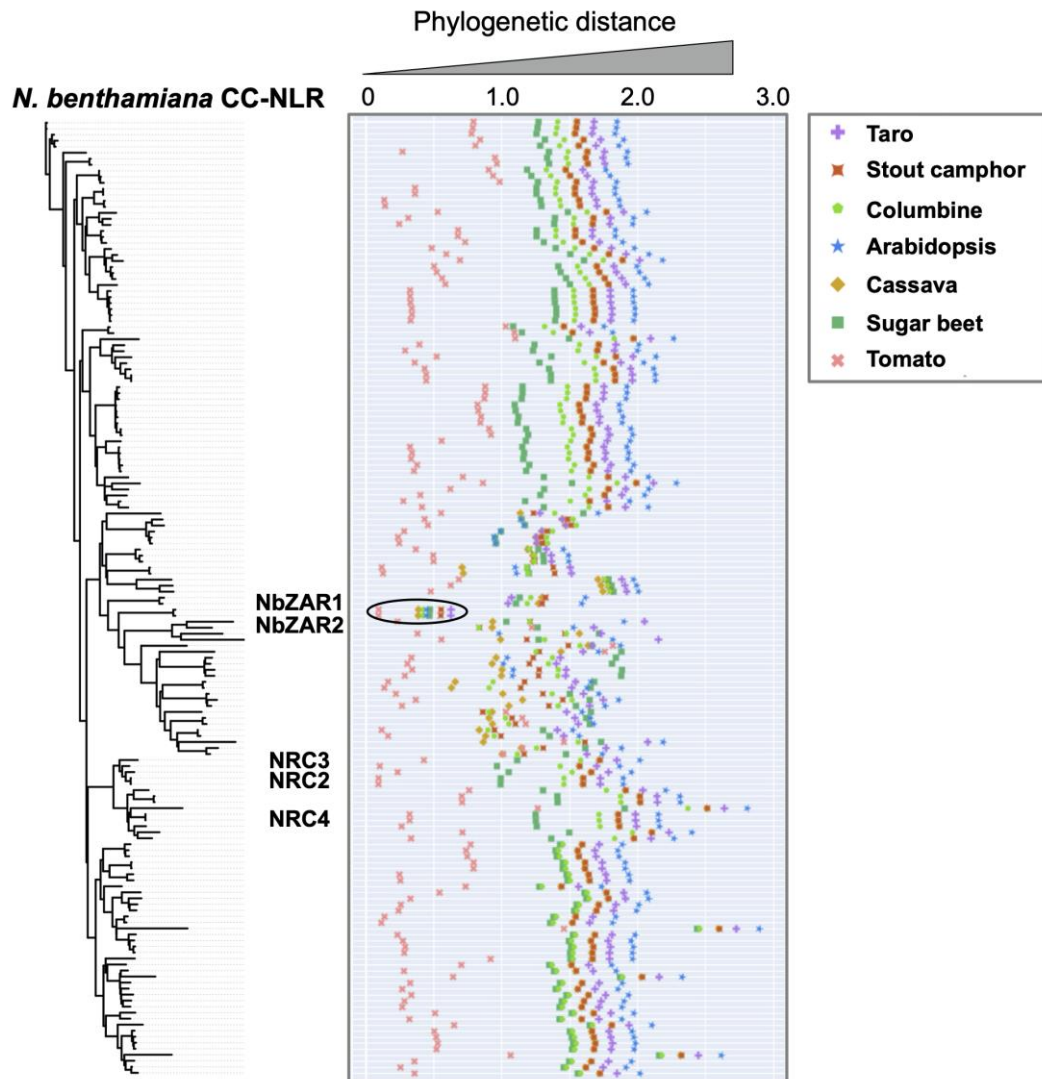 Phylogenetic distance
N. benthamiana CC-NLR
0 1.0 2.0 3.0
Taro
Stout camphor
Columbine
Arabidopsis
Cassava
Sugar beet
Tomato
NbZAR1
NbZAR2
NRC3
NRC2
NRC4